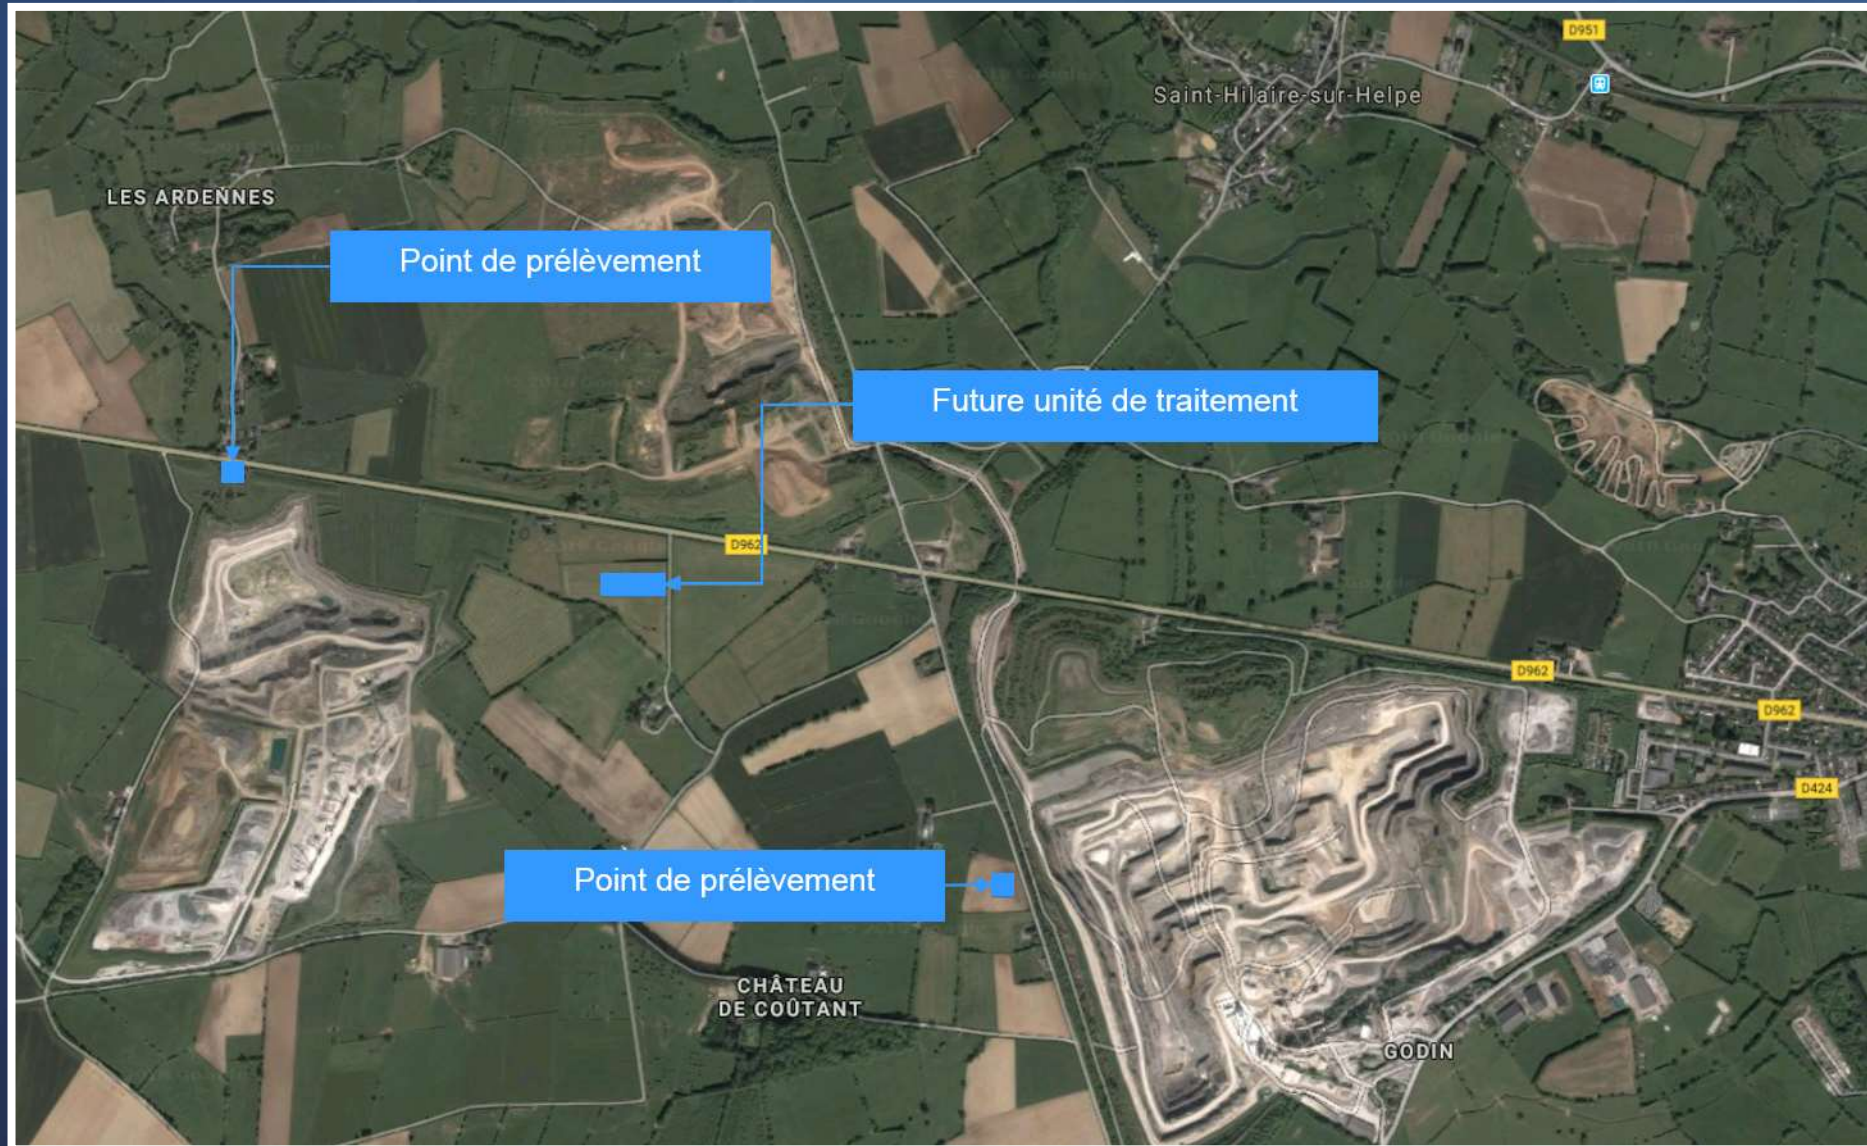 D951
Saint-Hilaire-sur-Helpe
LES ARDENNES
Point de prélèvement
Future unité de traitement
D962
D962
D962
D424
Point de prélèvement
CHÂTEAU
DE COÛTANT
GODIN